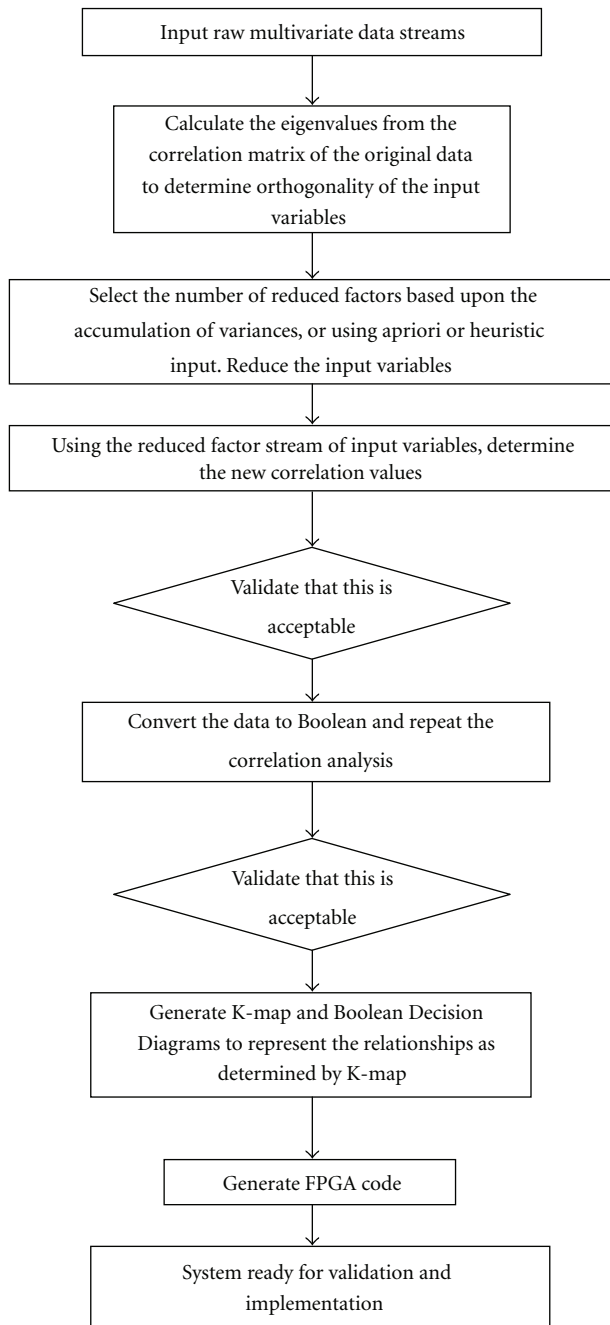 Input raw multivariate data streams
Calculate the eigenvalues from the
correlation matrix of the original data
to determine orthogonality of the input
variables
Select the number of reduced factors based upon the
accumulation of variances, or using apriori or heuristic
input. Reduce the input variables
Using the reduced factor stream of input variables, determine
the new correlation values
Validate that this is
acceptable
Convert the data to Boolean and repeat the
correlation analysis
Validate that this is
acceptable
Generate K-map and Boolean Decision
Diagrams to represent the relationships as
determined by K-map
Generate FPGA code
System ready for validation and
implementation